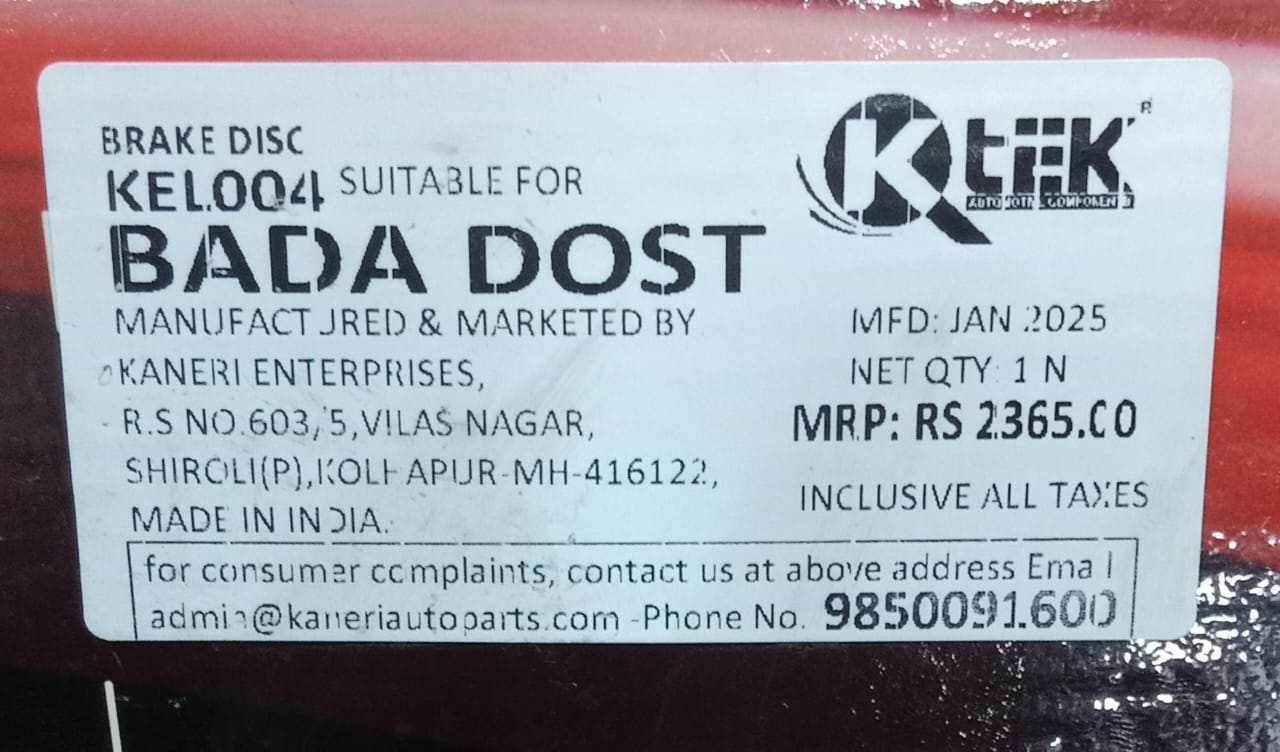 BRAKE DISC
KEL004 SUITABLE FOR
BADA DOST
MANUFACTURED & MARKETED BY
KANERI ENTERPRISES,
R.S NO.603/5,VILAS NAGAR,
SHIROLI(P),KOLHAPUR-MH-416122,
MADE IN INDIA.
Ktek R
AUTOMOTIVE COMPONENTS
MFD: JAN 2025
NET QTY: 1 N
MRP: RS 2365.00
INCLUSIVE ALL TAXES
for consumer complaints, contact us at above address Email
admin@kaneriautoparts.com -Phone No. 9850091600